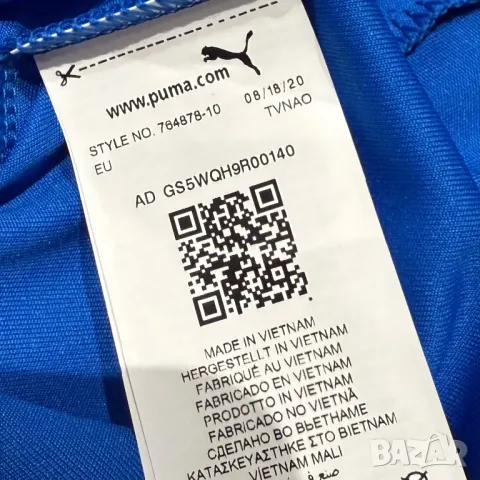 www.puma.com
STYLE NO. 764878-10 08/18/20
EU TVNAO
AD GS5WQH9R00140
MADE IN VIETNAM
HERGESTELLT IN VIETNAM
FABRIQUÉ AU VIETNAM
FABRICADO EN VIETNAM
PRODOTTO IN VIETNAM
FABRICADO NO VIETNÃ
СДЕЛАНО ВО ВЬЕТНАМЕ
ΚΑΤΑΣΚΕΥΑΣΤΗΚΕ ΣΤΟ ΒΙΕΤΝΑΜ
VİETNAM MALI
BAZAR